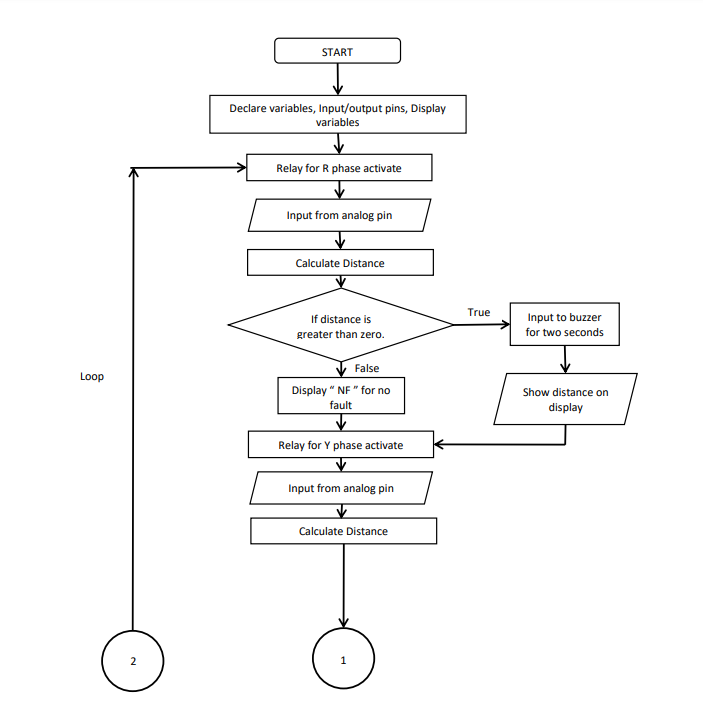 START
Declare variables, Input/output pins, Display
variables
Relay for R phase activate
Input from analog pin
Calculate Distance
If distance is
greater than zero.
True
Input to buzzer
for two seconds
False
Loop
Display “ NF ” for no
fault
Show distance on
display
Relay for Y phase activate
Input from analog pin
Calculate Distance
2
1